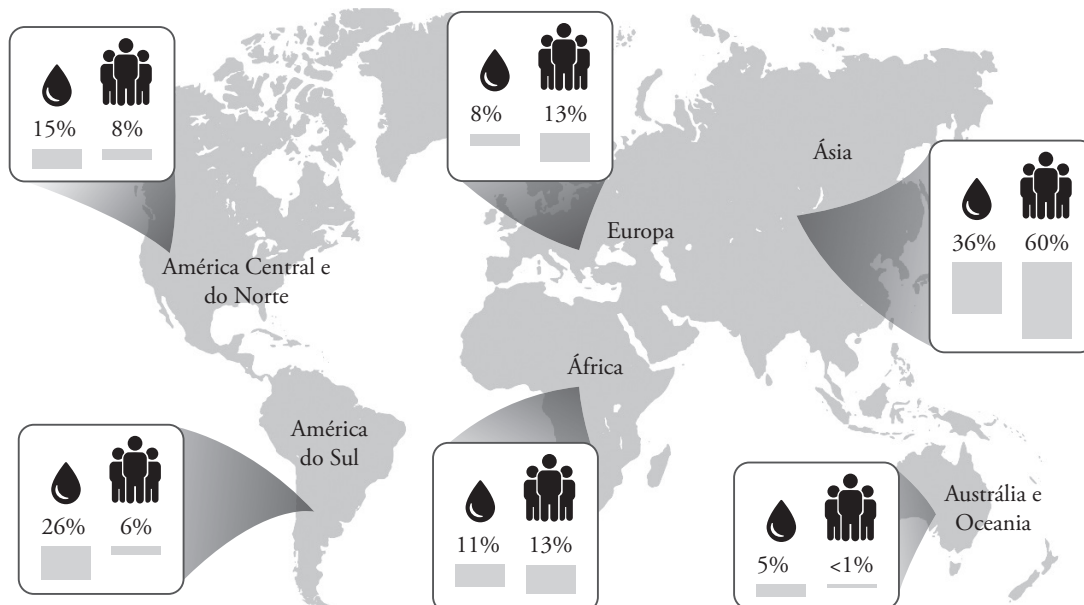 15% 8%
América Central e
do Norte
8% 13%
Europa
Ásia
36% 60%
África
América
do Sul
26% 6%
11% 13%
5% <1%
Austrália e
Oceania